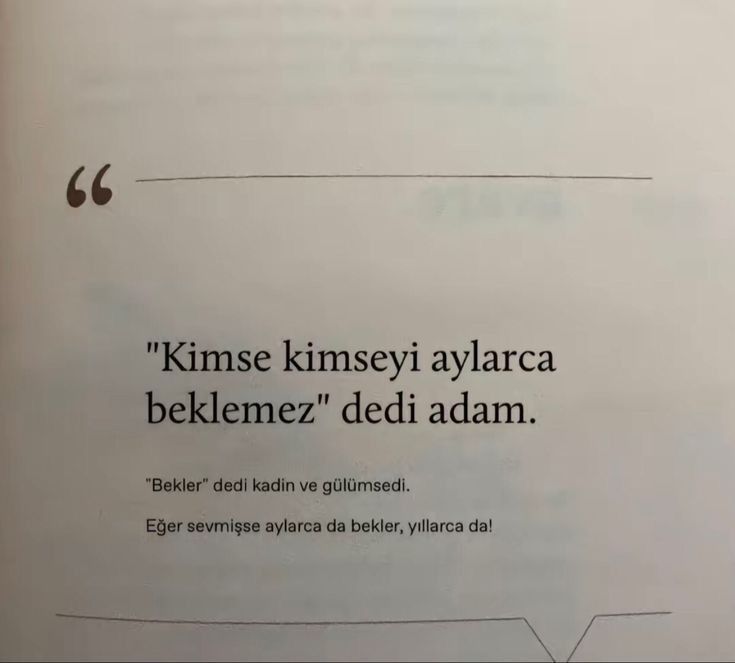 "Kimse kimseyi aylarca
beklemez" dedi adam.
"Bekler" dedi kadin ve gülümsedi.
Eğer sevmişse aylarca da bekler, yıllarca da!